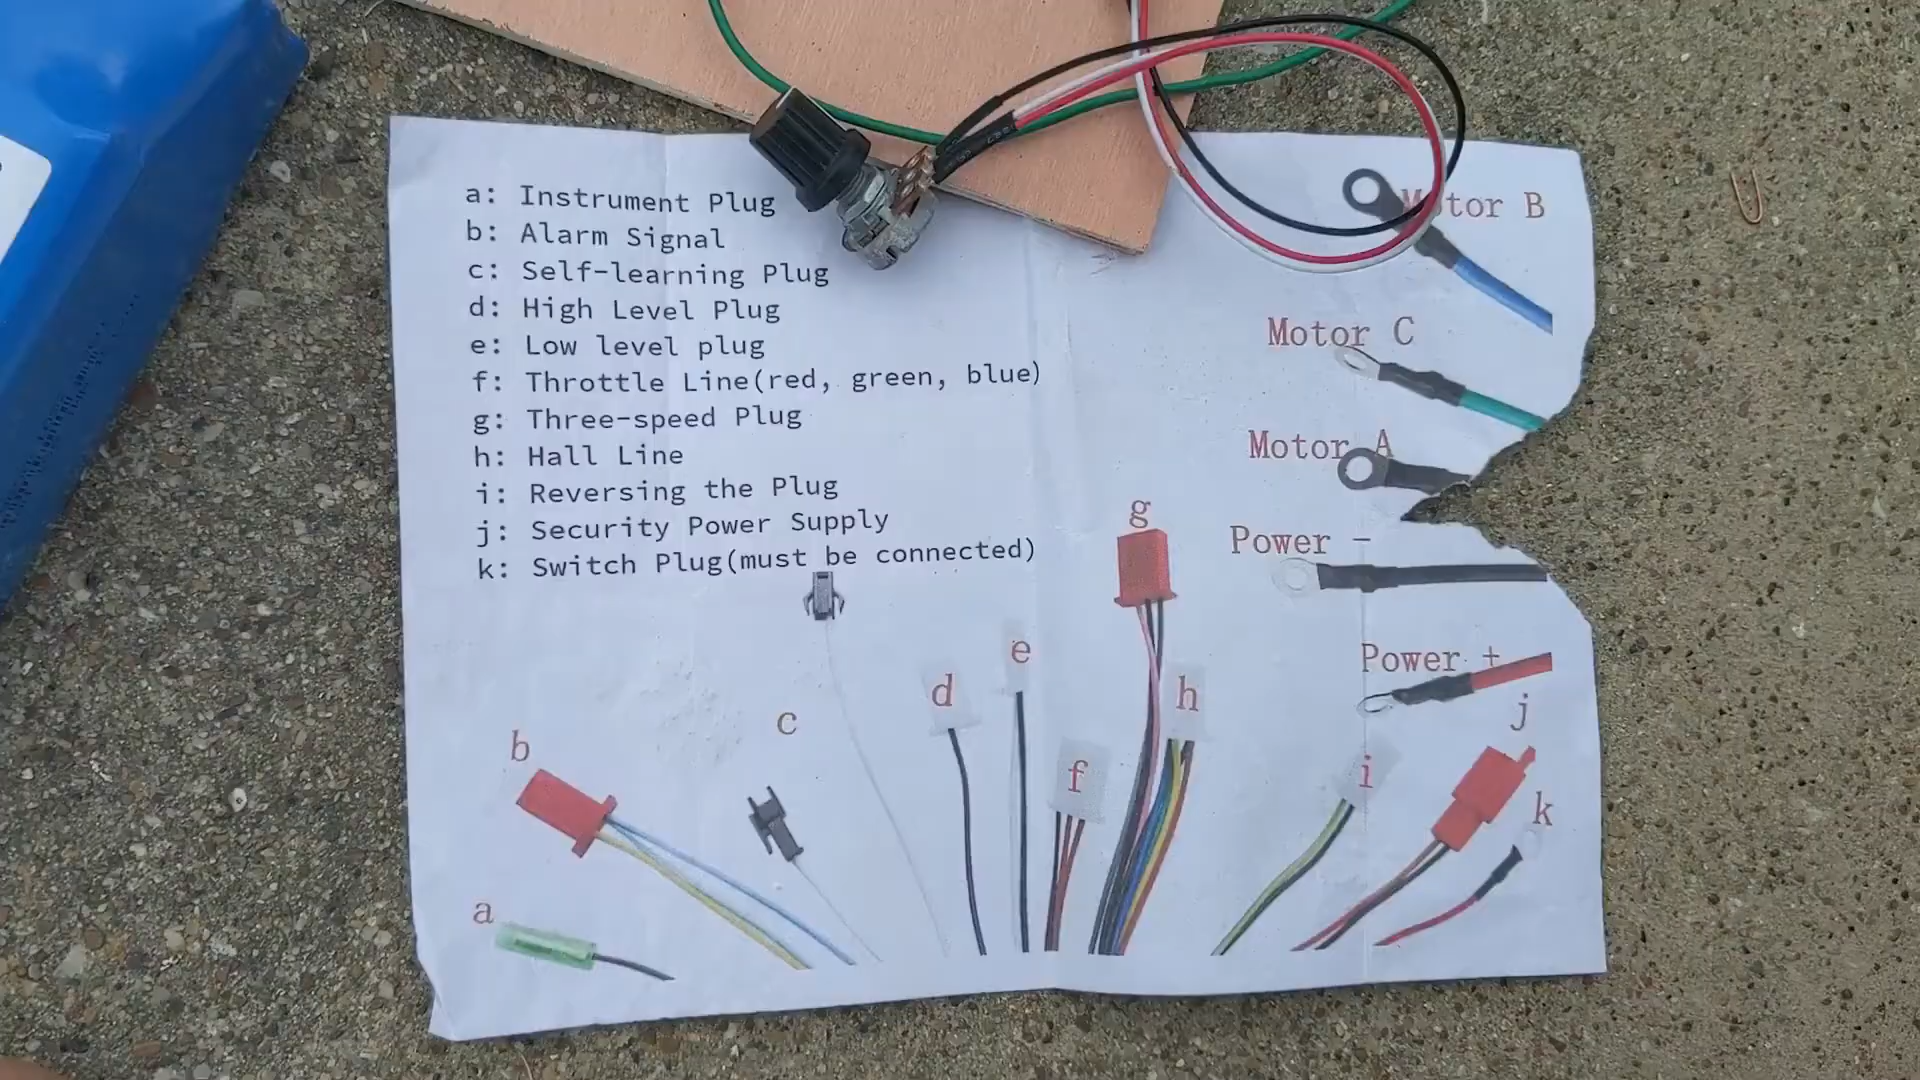 a: Instrument Plug
b: Alarm Signal
c: Self-learning Plug
d: High Level Plug
e: Low level plug
f: Throttle Line(red, green, blue)
g: Three-speed Plug
h: Hall Line
i: Reversing the Plug
j: Security Power Supply
k: Switch Plug(must be connected)
Motor B
Motor C
Motor A
Power -
Power +
a
b
c
d
e
f
g
h
i
j
k